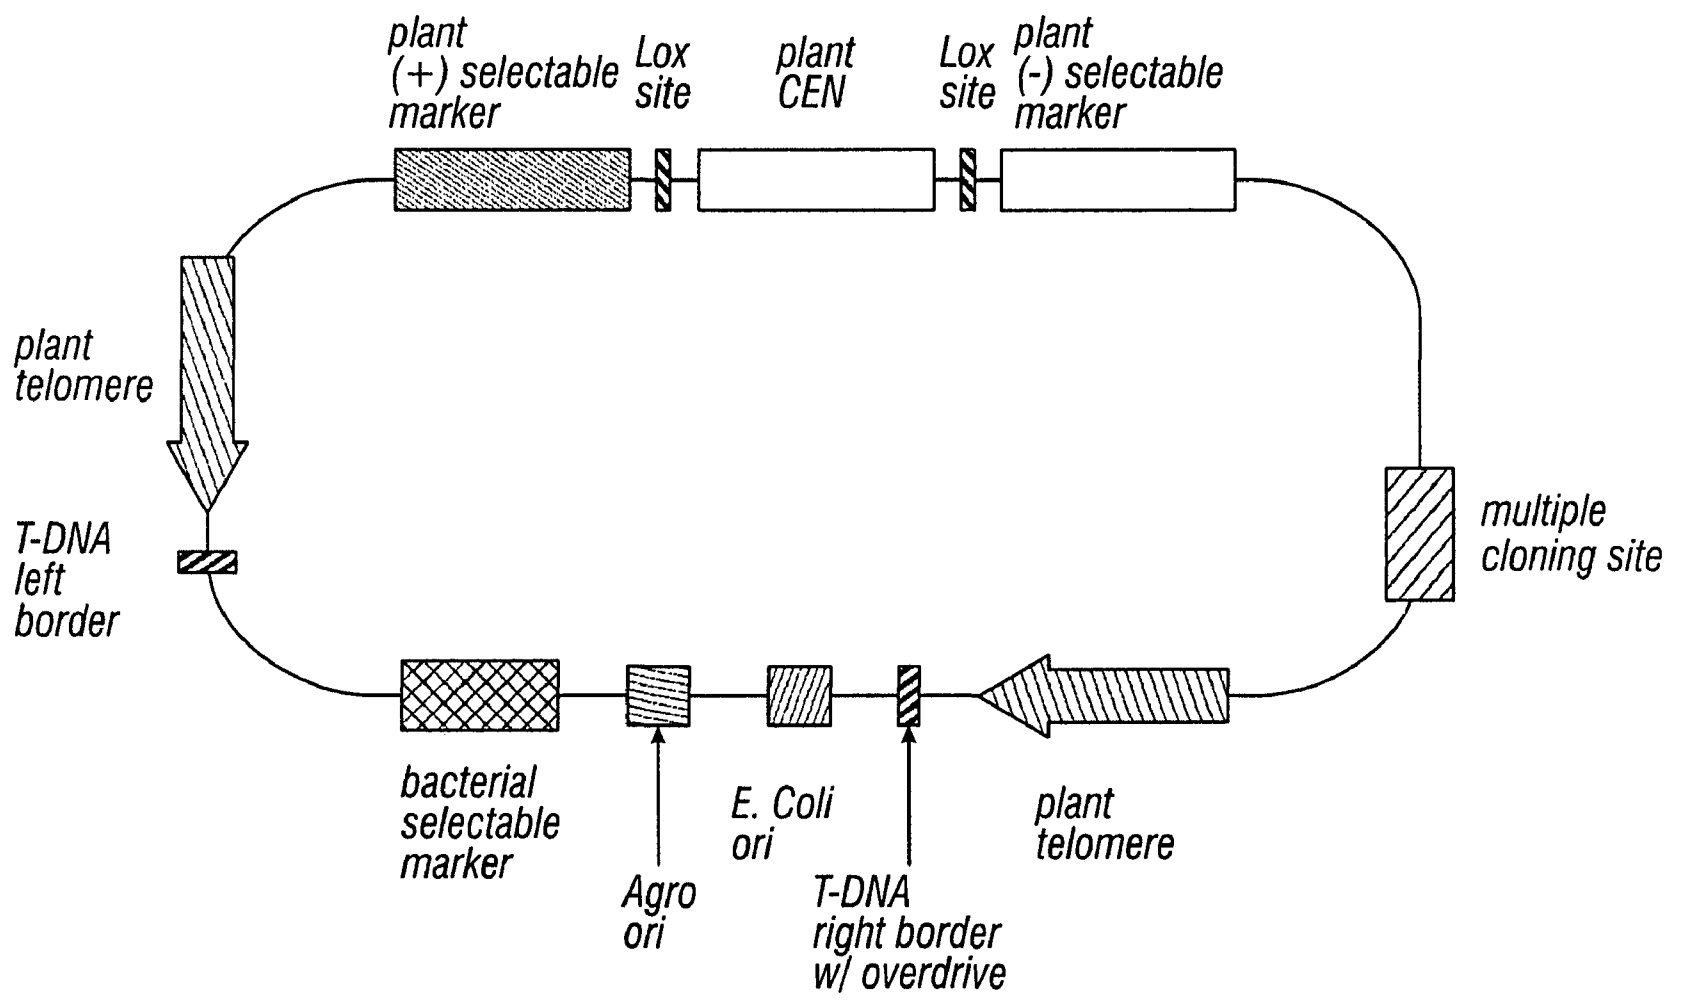 plant
(+) selectable
marker
Lox
site
plant
CEN
Lox
site
plant
(-) selectable
marker
plant
telomere
T-DNA
left
border
multiple
cloning site
bacterial
selectable
marker
Agro
ori
E. Coli
ori
T-DNA
right border
w/ overdrive
plant
telomere